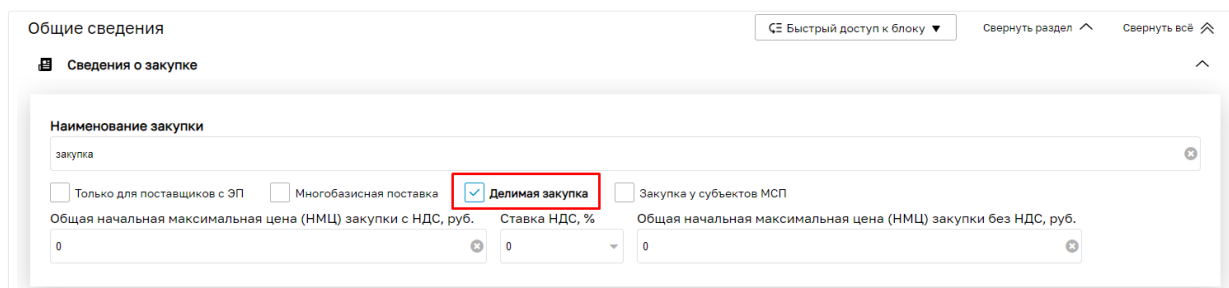 Общие сведения
Быстрый доступ к блоку ▼
Свернуть раздел
Свернуть всё
Сведения о закупке
Наименование закупки
закупка
Только для поставщиков с ЭП
Многобазисная поставка
Делимая закупка
Закупка у субъектов МСП
Общая начальная максимальная цена (НМЦ) закупки с НДС, руб.
Ставка НДС, %
Общая начальная максимальная цена (НМЦ) закупки без НДС, руб.
0
0
0